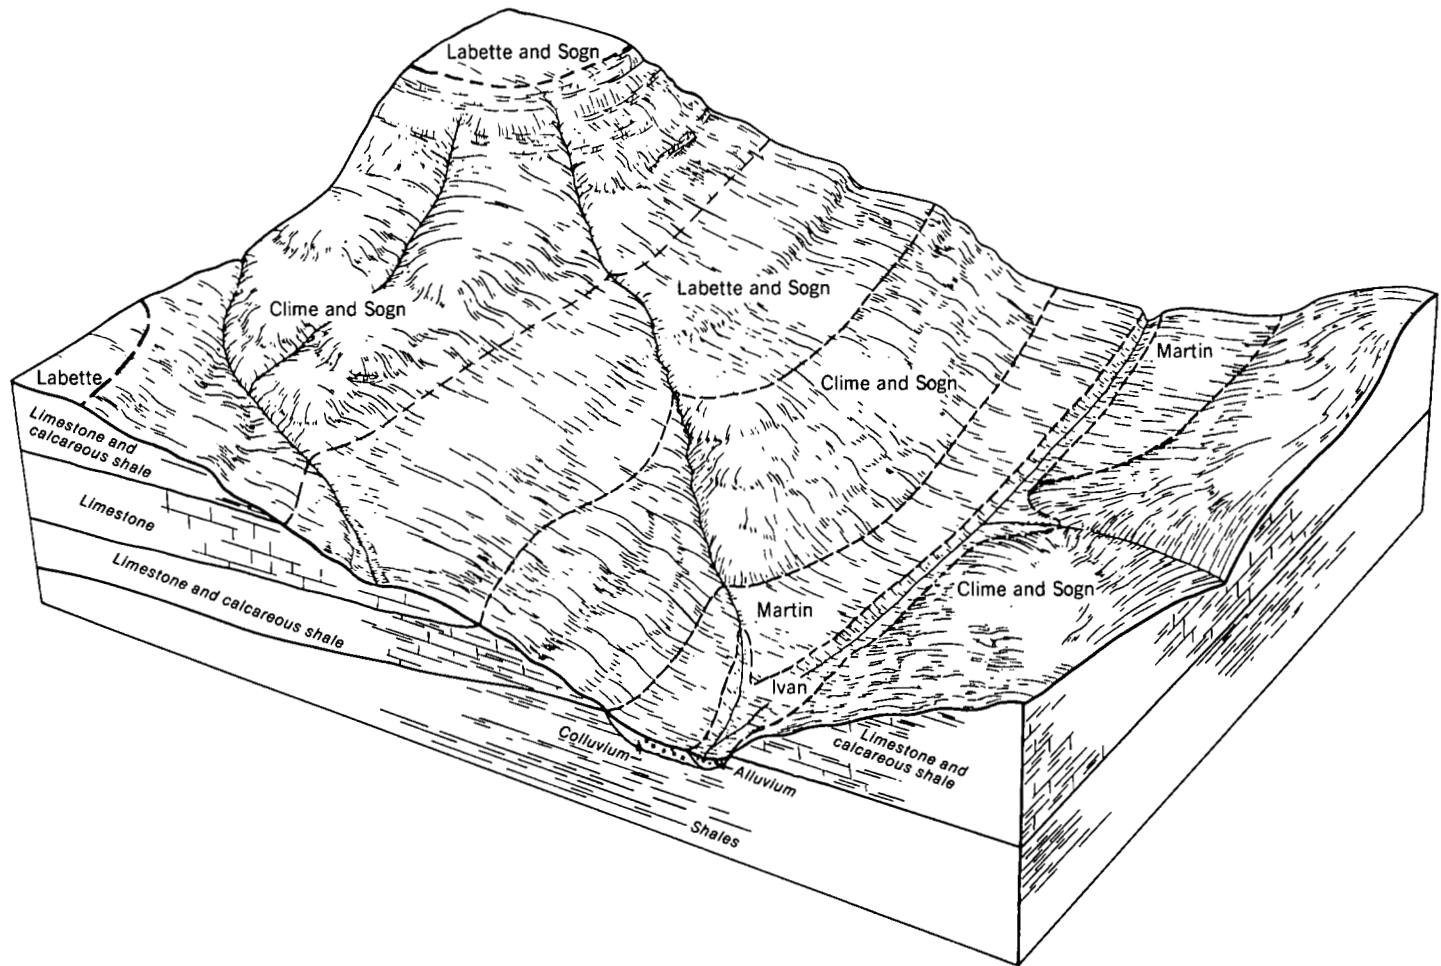 Labette and Sogn
Labette and Sogn
Clime and Sogn
Martin
Labette
Clime and Sogn
Limestone and
calcareous shale
Limestone
Limestone and calcareous shale
Clime and Sogn
Martin
Ivan
Colluvium
Alluvium
Limestone and
calcareous shale
Shales